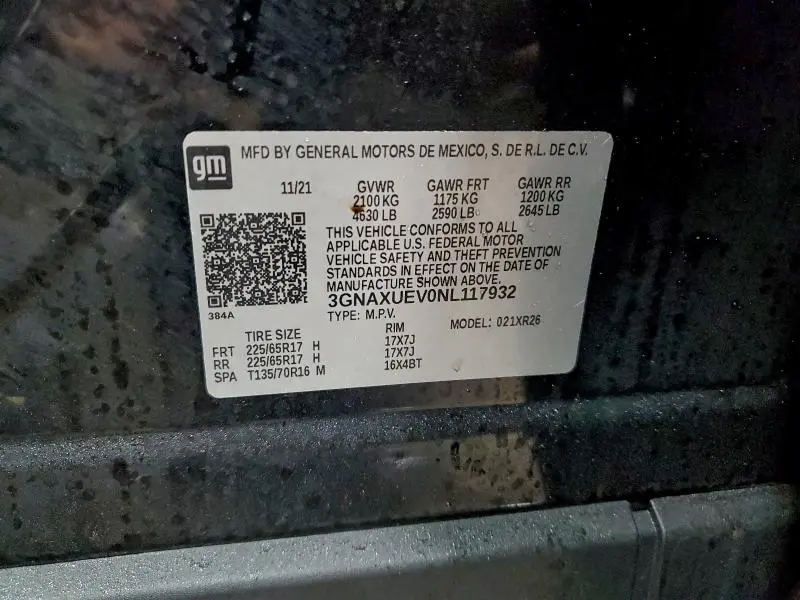 gm
MFD BY GENERAL MOTORS DE MEXICO, S. DE R.L. DE C.V.
11/21 GVWR GAWR FRT GAWR RR
2100 KG 1175 KG 1200 KG
4630 LB 2590 LB 2645 LB
THIS VEHICLE CONFORMS TO ALL
APPLICABLE U.S. FEDERAL MOTOR
VEHICLE SAFETY AND THEFT PREVENTION
STANDARDS IN EFFECT ON THE DATE OF
MANUFACTURE SHOWN ABOVE.
3GNAXUEV0NL117932
384A
TYPE: M.P.V. MODEL: 021XR26
TIRE SIZE RIM
FRT 225/65R17 H 17X7J
RR 225/65R17 H 17X7J
SPA T135/70R16 M 16X4BT